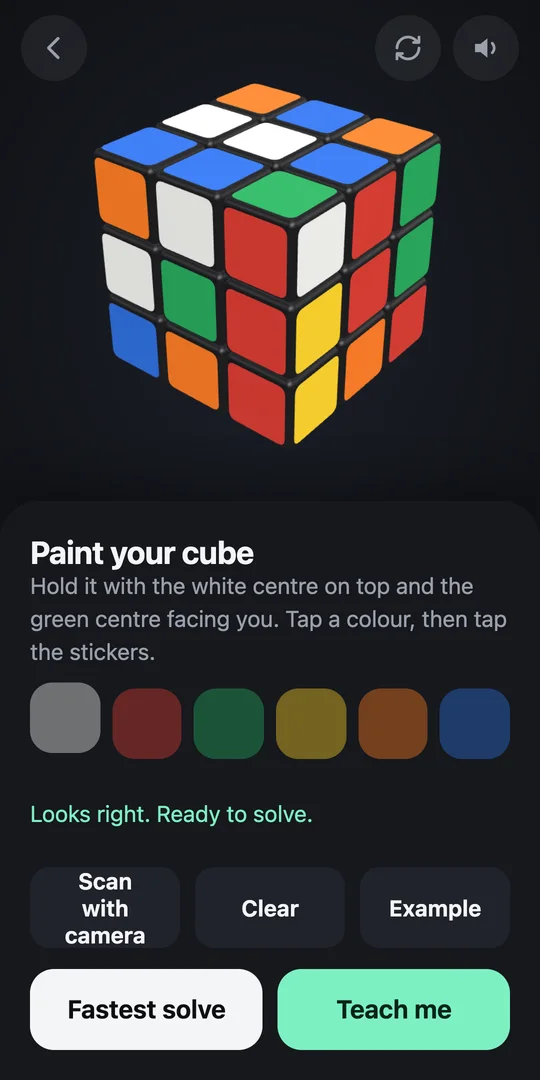 Paint your cube
Hold it with the white centre on top and the
green centre facing you. Tap a colour, then tap
the stickers.
Looks right. Ready to solve.
Scan
with
camera
Clear
Example
Fastest solve
Teach me